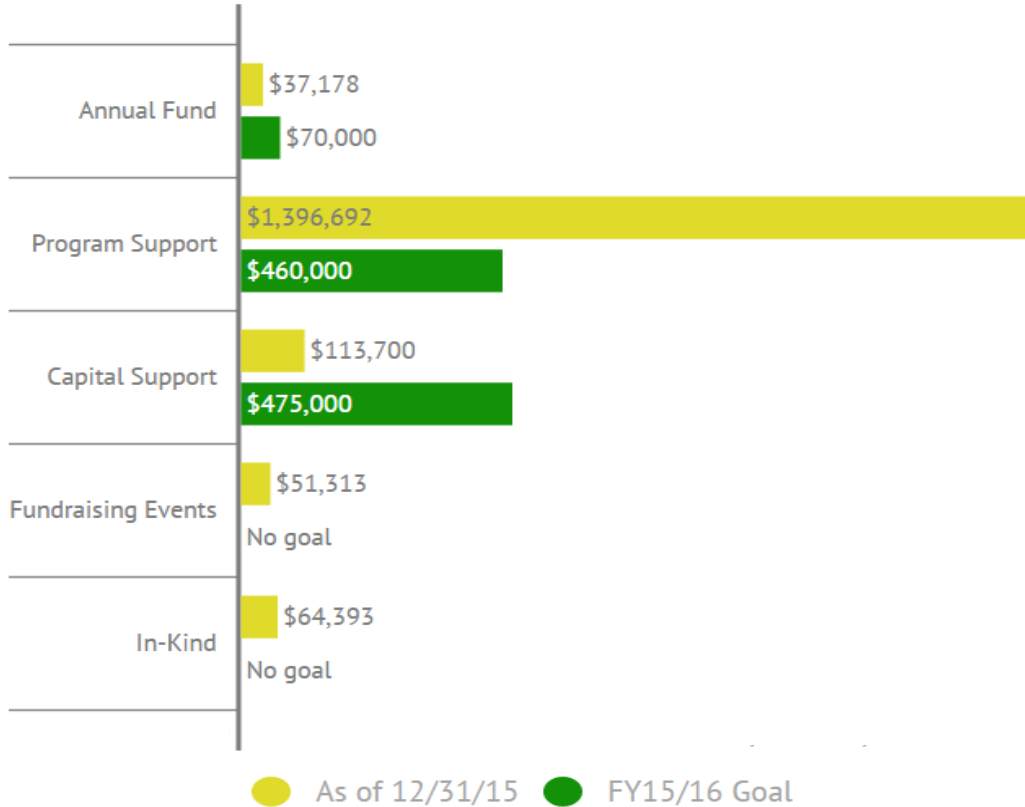 Annual Fund
$37,178
$70,000
Program Support
$1,396,692
$460,000
Capital Support
$113,700
$475,000
Fundraising Events
$51,313
No goal
In-Kind
$64,393
No goal
As of 12/31/15 FY15/16 Goal